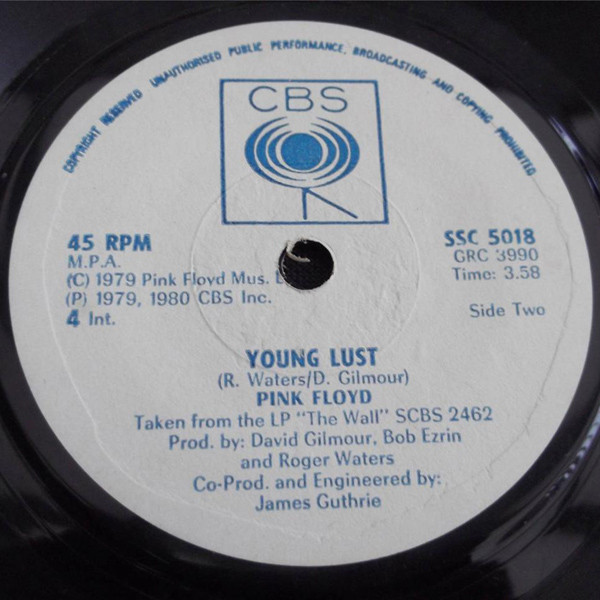 COPYRIGHT RESERVED UNAUTHORISED PUBLIC PERFORMANCE, BROADCASTING AND COPYING PROHIBITED
CBS
45 RPM
M.P.A.
(C) 1979 Pink Floyd Mus.
(P) 1979, 1980 CBS Inc.
4 Int.
SSC 5018
GRC 3990
Time: 3.58
Side Two
YOUNG LUST
(R. Waters/D. Gilmour)
PINK FLOYD
Taken from the LP "The Wall" SCBS 2462
Prod. by: David Gilmour, Bob Ezrin
and Roger Waters
Co-Prod. and Engineered by:
James Guthrie